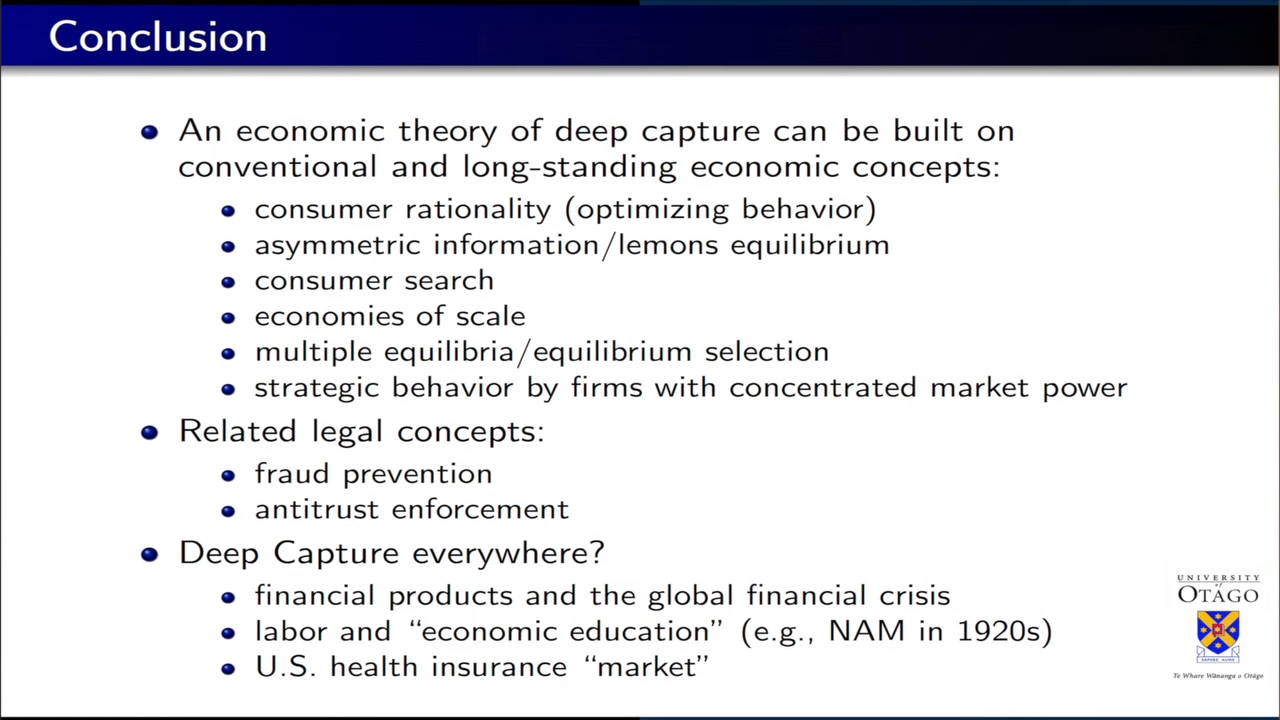 Conclusion
An economic theory of deep capture can be built on
conventional and long-standing economic concepts:
consumer rationality (optimizing behavior)
asymmetric information/lemons equilibrium
consumer search
economies of scale
multiple equilibria/equilibrium selection
strategic behavior by firms with concentrated market power
Related legal concepts:
fraud prevention
antitrust enforcement
Deep Capture everywhere?
financial products and the global financial crisis
labor and “economic education” (e.g., NAM in 1920s)
U.S. health insurance “market”
UNIVERSITY
of
OTAGO
SAPERE AUDE
Te Whare Wānanga o Otāgo